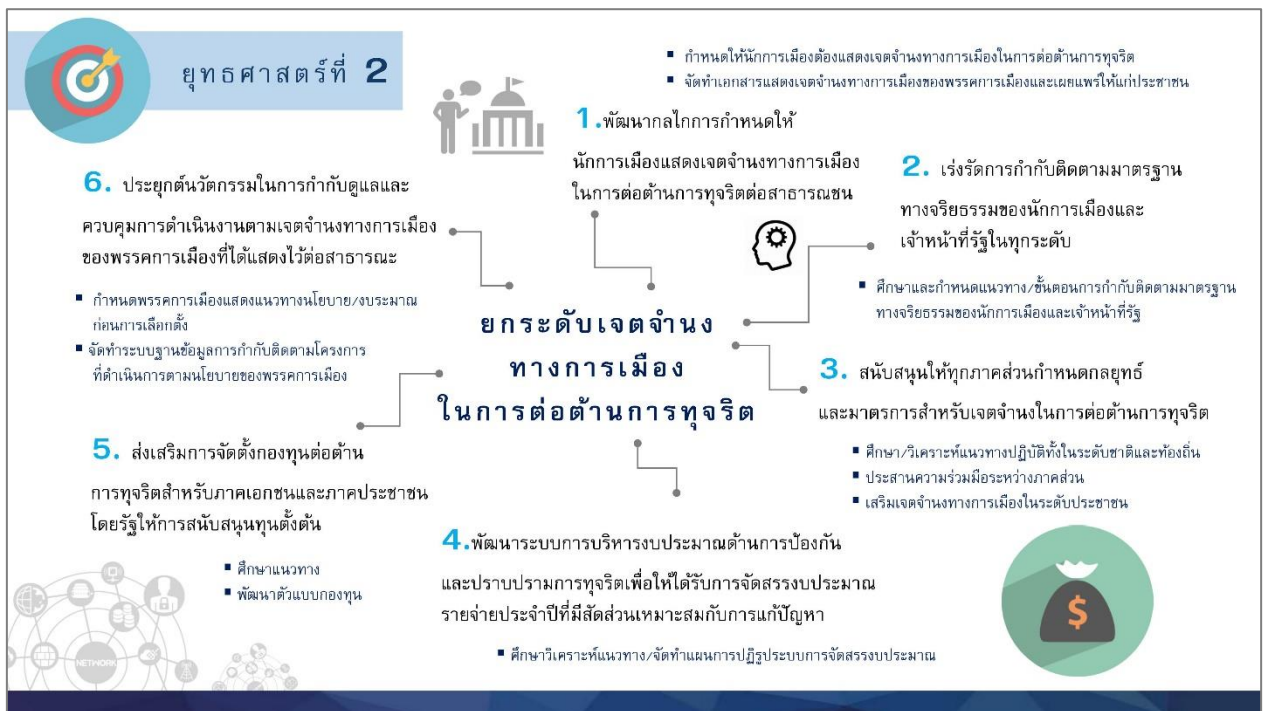 ยุทธศาสตร์ที่ 2
▪ กำหนดให้นักการเมืองต้องแสดงเจตจำนงทางการเมืองในการต่อต้านการทุจริต
▪ จัดทำเอกสารแสดงเจตจำนงทางการเมืองของพรรคการเมืองและเผยแพร่ให้แก่ประชาชน
1.พัฒนากลไกการกำหนดให้
นักการเมืองแสดงเจตจำนงทางการเมือง
ในการต่อต้านการทุจริตต่อสาธารณชน
2. เร่งรัดการกำกับติดตามมาตรฐาน
ทางจริยธรรมของนักการเมืองและ
เจ้าหน้าที่รัฐในทุกระดับ
▪ ศึกษาและกำหนดแนวทาง/ขั้นตอนการกำกับติดตามมาตรฐาน
ทางจริยธรรมของนักการเมืองและเจ้าหน้าที่รัฐ
ยกระดับเจตจำนง
ทางการเมือง
ในการต่อต้านการทุจริต
3. สนับสนุนให้ทุกภาคส่วนกำหนดกลยุทธ์
และมาตรการสำหรับเจตจำนงในการต่อต้านการทุจริต
▪ ศึกษา/วิเคราะห์แนวทางปฏิบัติทั้งในระดับชาติและท้องถิ่น
▪ ประสานความร่วมมือระหว่างภาคส่วน
▪ เสริมเจตจำนงทางการเมืองในระดับประชาชน
4.พัฒนาระบบการบริหารงบประมาณด้านการป้องกัน
และปราบปรามการทุจริตเพื่อให้ได้รับการจัดสรรงบประมาณ
รายจ่ายประจำปีที่มีสัดส่วนเหมาะสมกับการแก้ปัญหา
▪ ศึกษาวิเคราะห์แนวทาง/จัดทำแผนการปฏิรูประบบการจัดสรรงบประมาณ
5. ส่งเสริมการจัดตั้งกองทุนต่อต้าน
การทุจริตสำหรับภาคเอกชนและภาคประชาชน
โดยรัฐให้การสนับสนุนทุนตั้งต้น
▪ ศึกษาแนวทาง
▪ พัฒนาตัวแบบกองทุน
6. ประยุกต์นวัตกรรมในการกำกับดูแลและ
ควบคุมการดำเนินงานตามเจตจำนงทางการเมือง
ของพรรคการเมืองที่ได้แสดงไว้ต่อสาธารณะ
▪ กำหนดพรรคการเมืองแสดงแนวทางนโยบาย/งบประมาณ
ก่อนการเลือกตั้ง
▪ จัดทำระบบฐานข้อมูลการกำกับติดตามโครงการ
ที่ดำเนินการตามนโยบายของพรรคการเมือง
NETWORK
$